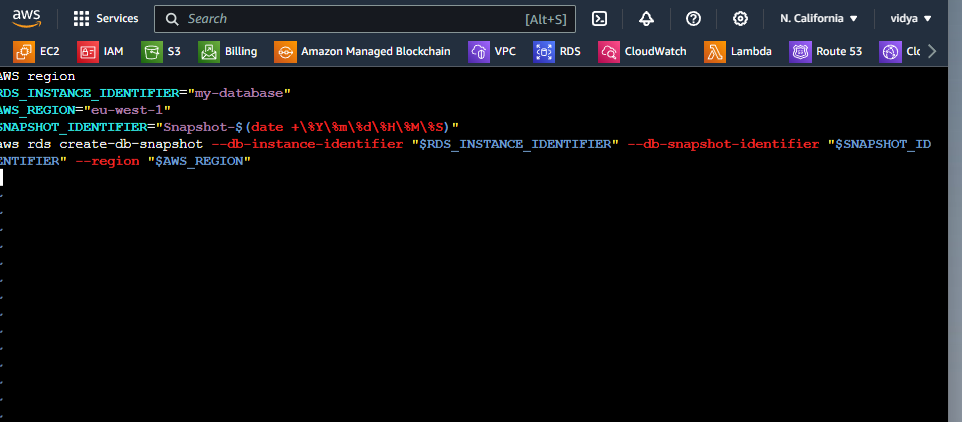 aws Services Search [Alt+S] N. California vidya
EC2 IAM S3 Billing Amazon Managed Blockchain VPC RDS CloudWatch Lambda Route 53 Clc
AWS region
RDS_INSTANCE_IDENTIFIER="my-database"
AWS_REGION="eu-west-1"
SNAPSHOT_IDENTIFIER="Snapshot-$(date +\%Y\%m\%d\%H\%M\%S)"
aws rds create-db-snapshot --db-instance-identifier "$RDS_INSTANCE_IDENTIFIER" --db-snapshot-identifier "$SNAPSHOT_ID
ENTIFIER" --region "$AWS_REGION"
~
~
~
~
~
~
~
~
~
~
~
~
~
~